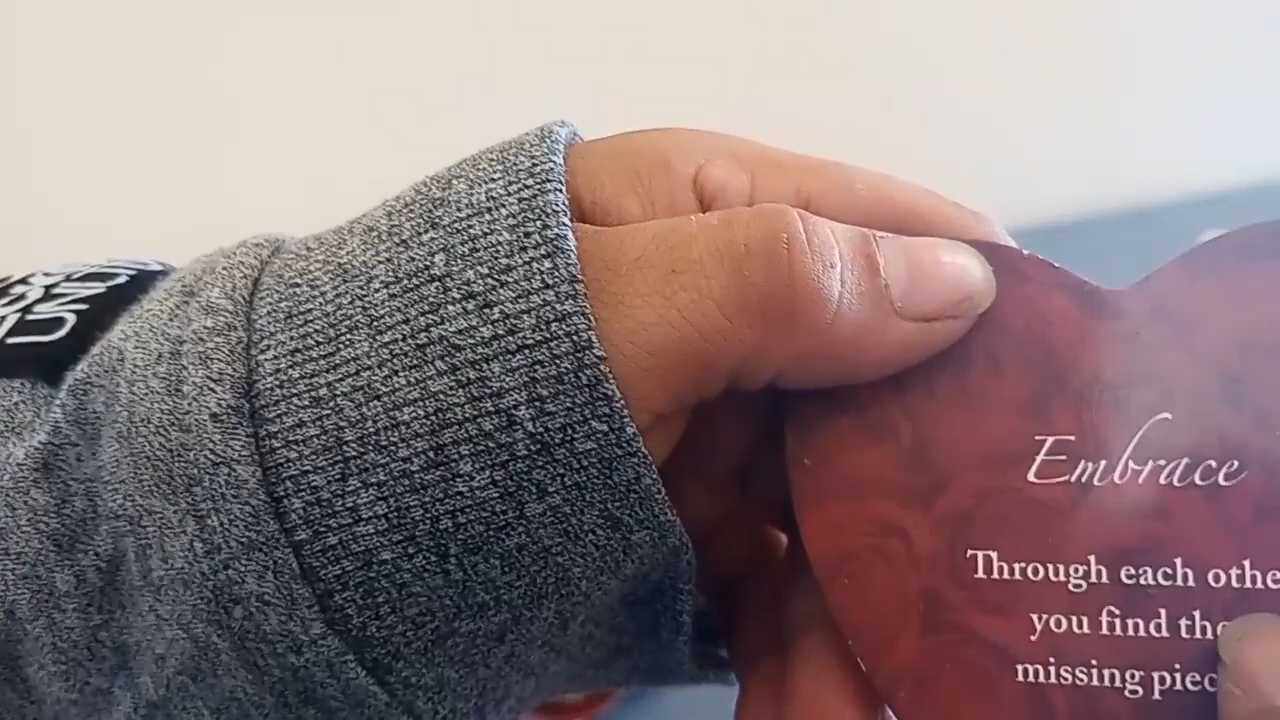 Embrace
Through each othe
you find the
missing piec